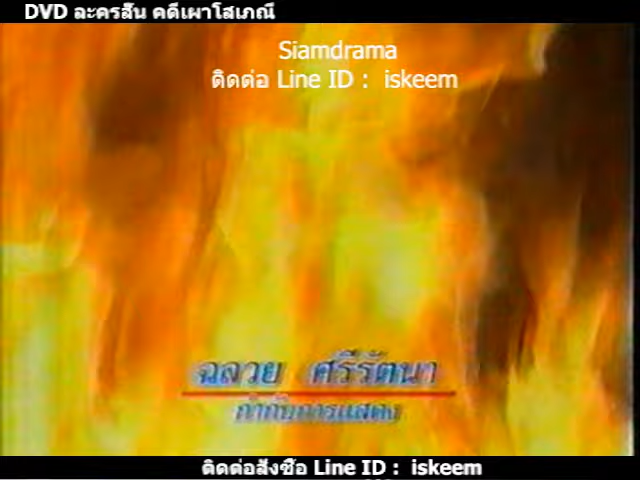 DVD ละครสั้น คดีเผาโสเภณี
Siamdrama
ติดต่อ Line ID : iskeem
ฉลวย ศรีรัตนา
กำกับการแสดง
ติดต่อสั่งซื้อ Line ID : iskeem